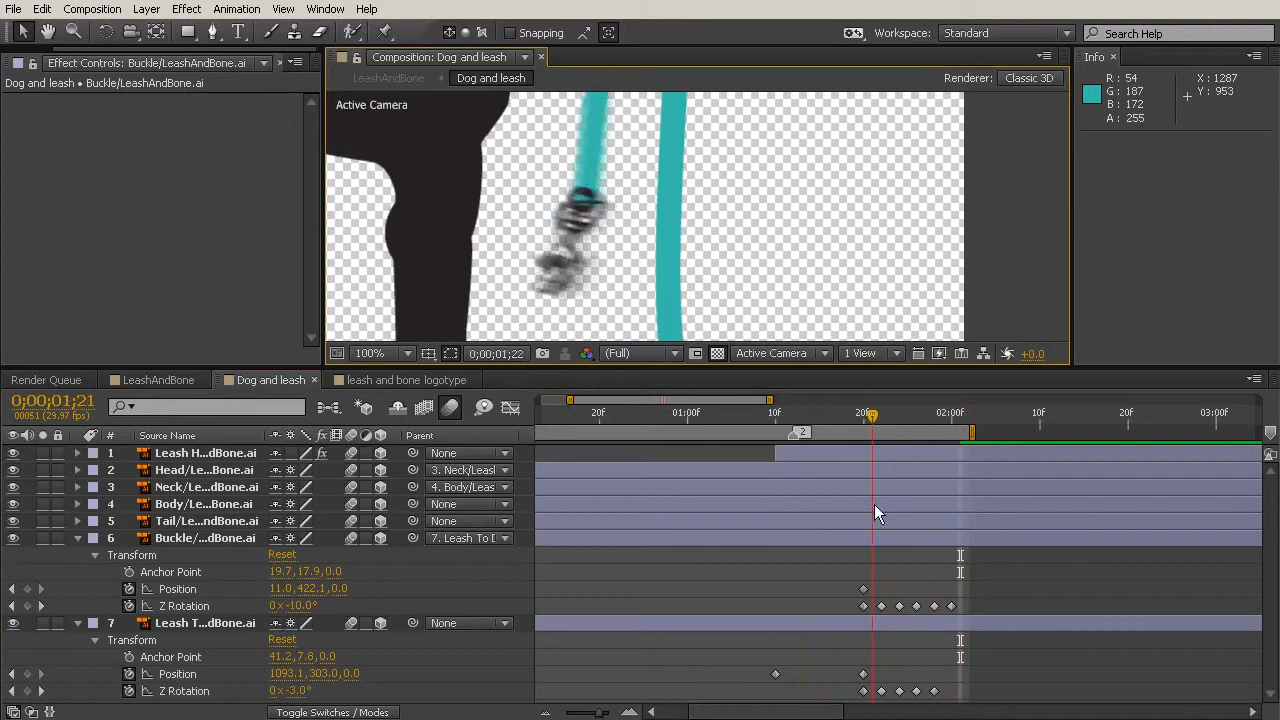 File Edit Composition Layer Effect Animation View Window Help
Snapping Workspace: Standard Search Help
Effect Controls: Buckle/LeashAndBone.ai Composition: Dog and leash Info
Dog and leash • Buckle/LeashAndBone.ai LeashAndBone Dog and leash Renderer: Classic 3D
R: 54 X: 1287
G: 187 Y: 953
B: 172
A: 255
Active Camera
100% 0;00;01;22 (Full) Active Camera 1 View +0.0
Render Queue LeashAndBone Dog and leash leash and bone logotype
0;00;01;21
00051 (29.97 fps)
20F 01:00F 10F 20F 02:00F 10F 20F 03:00F
2
# Source Name Parent
1 Leash H...dBone.ai None
2 Head/Le...Bone.ai 3. Neck/Leasl
3 Neck/Le...dBone.ai 4. Body/Leas
4 Body/Le...Bone.ai None
5 Tail/Le...ndBone.ai None
6 Buckle/...dBone.ai 7. Leash To D
Transform Reset
Anchor Point 19.7,17.9,0.0
Position 11.0,422.1,0.0
Z Rotation 0x-10.0°
7 Leash T...dBone.ai None
Transform Reset
Anchor Point 41.2,7.8,0.0
Position 1093.1,303.0,0.0
Z Rotation 0x-3.0°
Toggle Switches / Modes